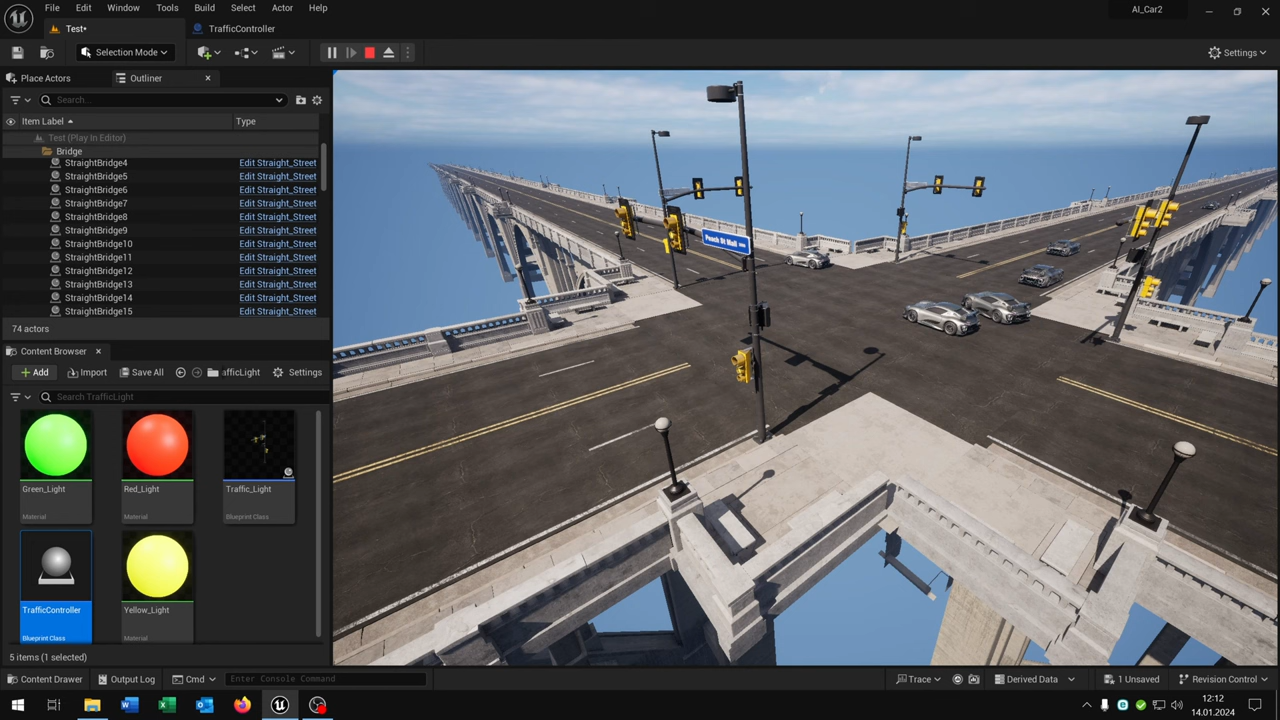 File Edit Window Tools Build Select Actor Help
AI_Car2
Test*
TrafficController
Selection Mode
Settings
Place Actors
Outliner
Search...
Item Label
Type
Test (Play In Editor)
Bridge
StraightBridge4 Edit Straight_Street
StraightBridge5 Edit Straight_Street
StraightBridge6 Edit Straight_Street
StraightBridge7 Edit Straight_Street
StraightBridge8 Edit Straight_Street
StraightBridge9 Edit Straight_Street
StraightBridge10 Edit Straight_Street
StraightBridge11 Edit Straight_Street
StraightBridge12 Edit Straight_Street
StraightBridge13 Edit Straight_Street
StraightBridge14 Edit Straight_Street
StraightBridge15 Edit Straight_Street
74 actors
Peach St Mall
Content Browser
Add
Import
Save All
afficLight
Settings
Search TrafficLight
Green_Light
Material
Red_Light
Material
Traffic_Light
Blueprint Class
TrafficController
Blueprint Class
Yellow_Light
Material
5 items (1 selected)
Content Drawer
Output Log
Cmd
Enter Console Command
Trace
Derived Data
1 Unsaved
Revision Control
12:12
14.01.2024